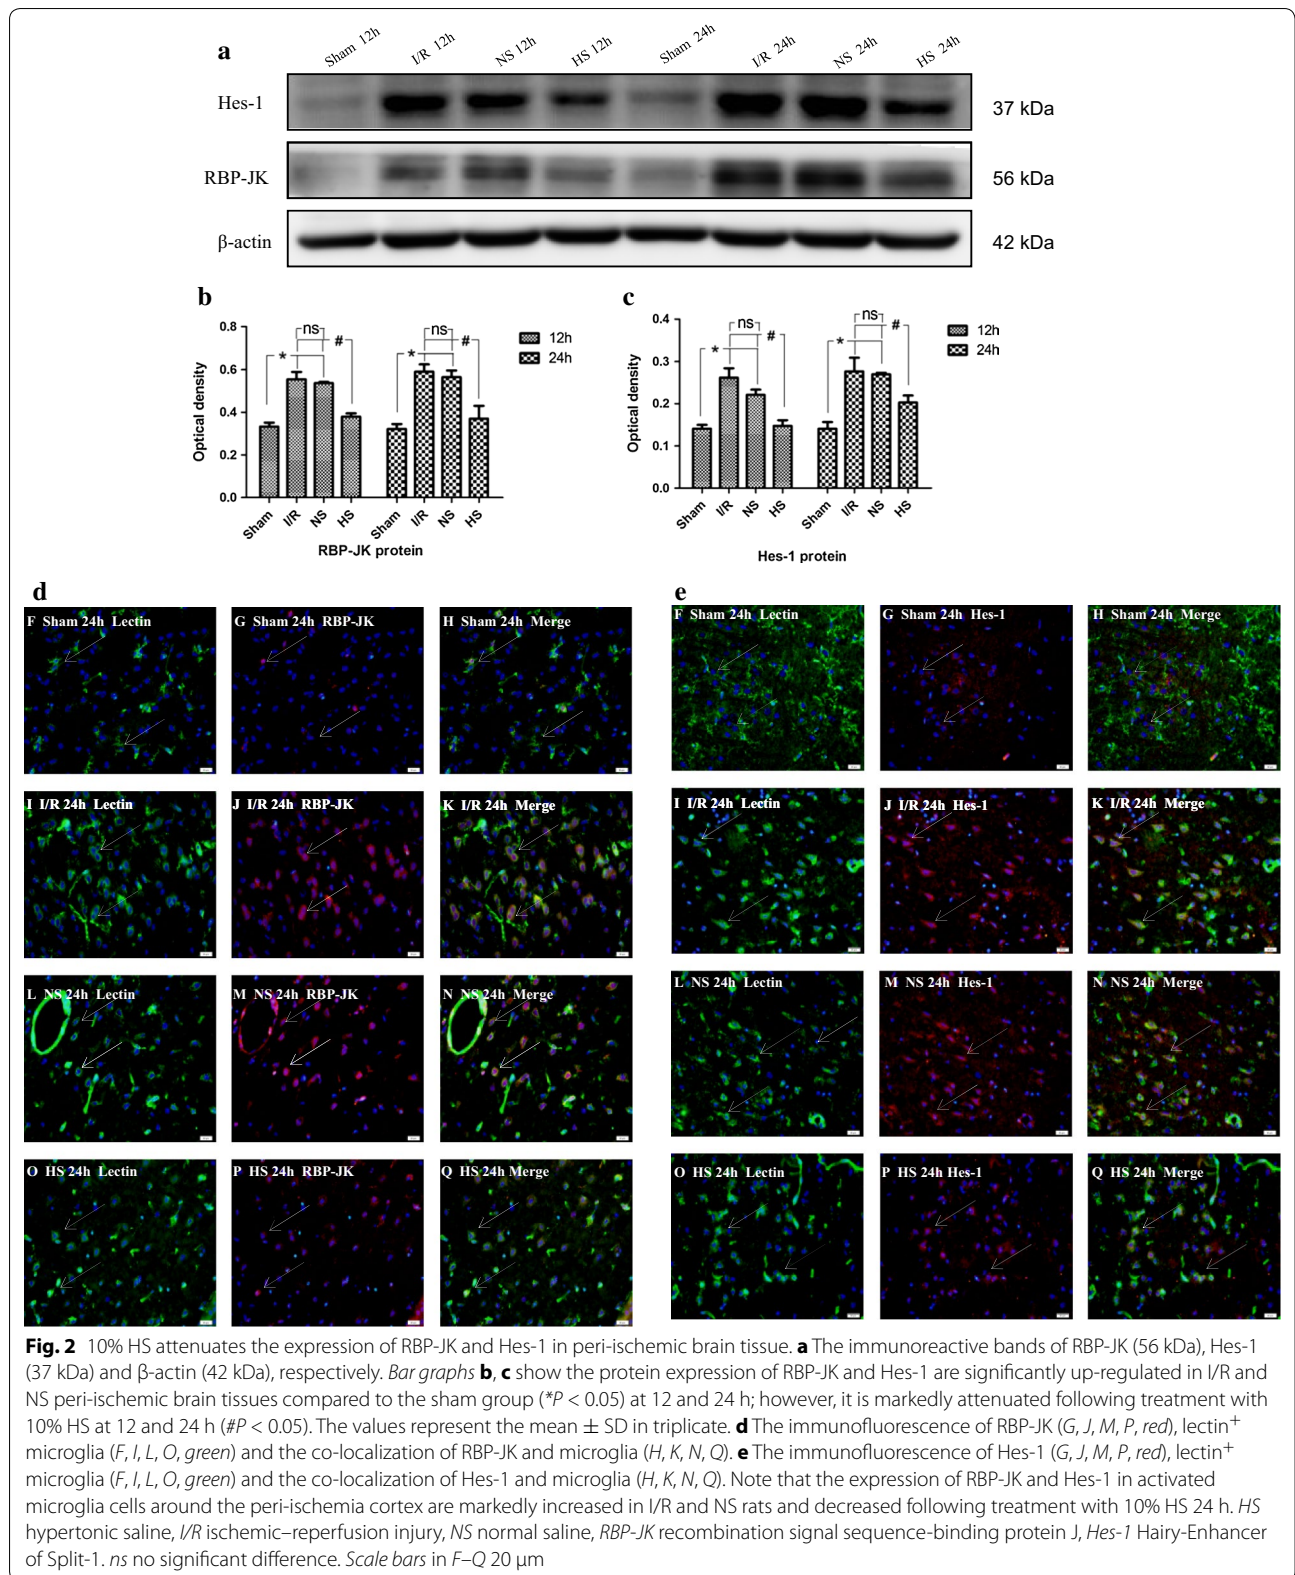 a
Sham 12h
I/R 12h
NS 12h
HS 12h
Sham 24h
I/R 24h
NS 24h
HS 24h
Hes-1
37 kDa
RBP-JK
56 kDa
β-actin
42 kDa
b
0.8
0.6
0.4
0.2
0.0
Optical density
*
ns
#
*
ns
#
12h
24h
Sham
I/R
NS
HS
Sham
I/R
NS
HS
RBP-JK protein
c
0.4
0.3
0.2
0.1
0.0
Optical density
*
ns
#
*
ns
#
12h
24h
Sham
I/R
NS
HS
Sham
I/R
NS
HS
Hes-1 protein
d
F Sham 24h Lectin
G Sham 24h RBP-JK
H Sham 24h Merge
I I/R 24h Lectin
J I/R 24h RBP-JK
K I/R 24h Merge
L NS 24h Lectin
M NS 24h RBP-JK
N NS 24h Merge
O HS 24h Lectin
P HS 24h RBP-JK
Q HS 24h Merge
e
F Sham 24h Lectin
G Sham 24h Hes-1
H Sham 24h Merge
I I/R 24h Lectin
J I/R 24h Hes-1
K I/R 24h Merge
L NS 24h Lectin
M NS 24h Hes-1
N NS 24h Merge
O HS 24h Lectin
P HS 24h Hes-1
Q HS 24h Merge
Fig. 2 10% HS attenuates the expression of RBP-JK and Hes-1 in peri-ischemic brain tissue. a The immunoreactive bands of RBP-JK (56 kDa), Hes-1
(37 kDa) and β-actin (42 kDa), respectively. Bar graphs b, c show the protein expression of RBP-JK and Hes-1 are significantly up-regulated in I/R and
NS peri-ischemic brain tissues compared to the sham group (*P < 0.05) at 12 and 24 h; however, it is markedly attenuated following treatment with
10% HS at 12 and 24 h (#P < 0.05). The values represent the mean ± SD in triplicate. d The immunofluorescence of RBP-JK (G, J, M, P, red), lectin⁺
microglia (F, I, L, O, green) and the co-localization of RBP-JK and microglia (H, K, N, Q). e The immunofluorescence of Hes-1 (G, J, M, P, red), lectin⁺
microglia (F, I, L, O, green) and the co-localization of Hes-1 and microglia (H, K, N, Q). Note that the expression of RBP-JK and Hes-1 in activated
microglia cells around the peri-ischemia cortex are markedly increased in I/R and NS rats and decreased following treatment with 10% HS 24 h. HS
hypertonic saline, I/R ischemic–reperfusion injury, NS normal saline, RBP-JK recombination signal sequence-binding protein J, Hes-1 Hairy-Enhancer
of Split-1. ns no significant difference. Scale bars in F–Q 20 μm